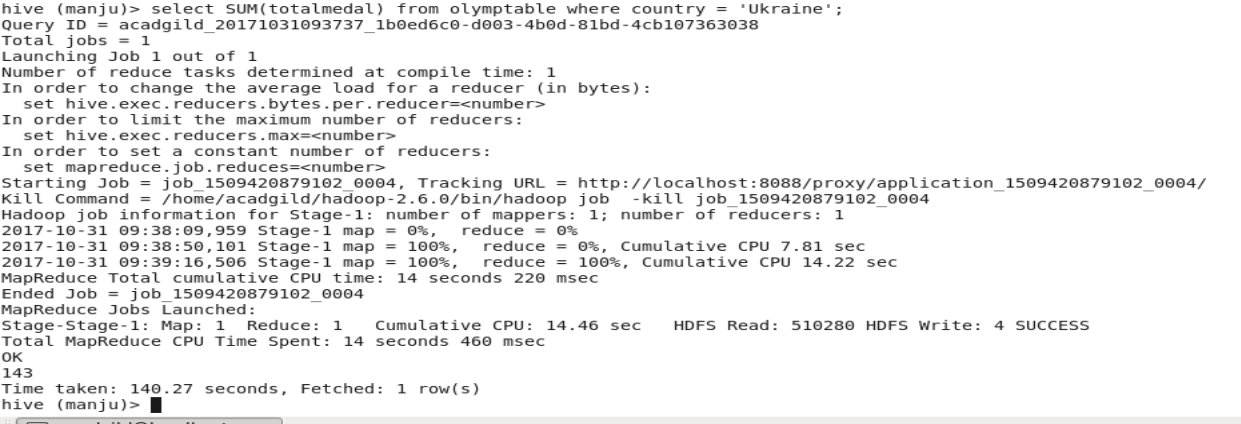 hive (manju)> select SUM(totalmedal) from olymptable where country = 'Ukraine';
Query ID = acadgild_20171031093737_1b0ed6c0-d003-4b0d-81bd-4cb107363038
Total jobs = 1
Launching Job 1 out of 1
Number of reduce tasks determined at compile time: 1
In order to change the average load for a reducer (in bytes):
  set hive.exec.reducers.bytes.per.reducer=<number>
In order to limit the maximum number of reducers:
  set hive.exec.reducers.max=<number>
In order to set a constant number of reducers:
  set mapreduce.job.reduces=<number>
Starting Job = job_1509420879102_0004, Tracking URL = http://localhost:8088/proxy/application_1509420879102_0004/
Kill Command = /home/acadgild/hadoop-2.6.0/bin/hadoop job  -kill job_1509420879102_0004
Hadoop job information for Stage-1: number of mappers: 1; number of reducers: 1
2017-10-31 09:38:09,959 Stage-1 map = 0%,  reduce = 0%
2017-10-31 09:38:50,101 Stage-1 map = 100%,  reduce = 0%, Cumulative CPU 7.81 sec
2017-10-31 09:39:16,506 Stage-1 map = 100%,  reduce = 100%, Cumulative CPU 14.22 sec
MapReduce Total cumulative CPU time: 14 seconds 220 msec
Ended Job = job_1509420879102_0004
MapReduce Jobs Launched:
Stage-Stage-1: Map: 1  Reduce: 1   Cumulative CPU: 14.46 sec   HDFS Read: 510280 HDFS Write: 4 SUCCESS
Total MapReduce CPU Time Spent: 14 seconds 460 msec
OK
143
Time taken: 140.27 seconds, Fetched: 1 row(s)
hive (manju)>